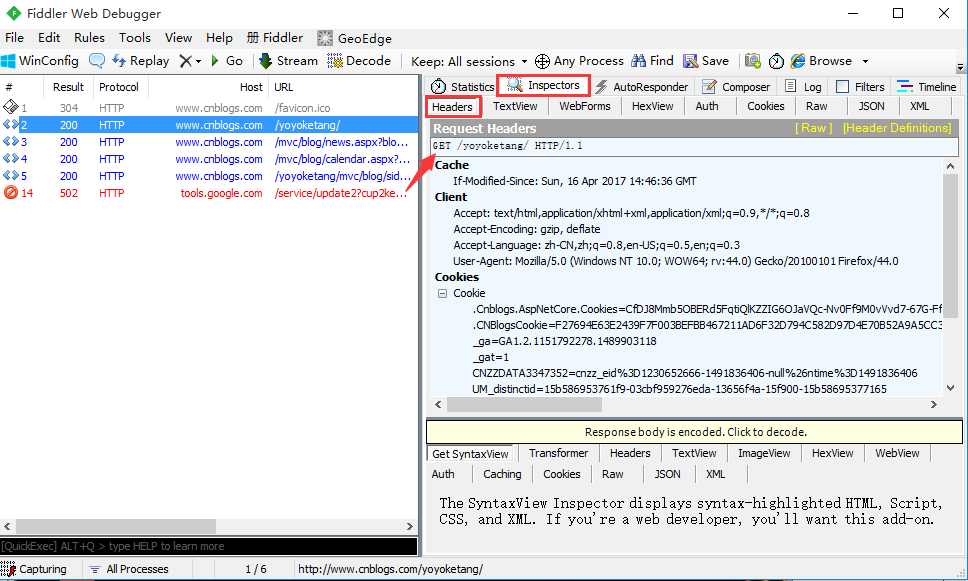 Fiddler Web Debugger
File Edit Rules Tools View Help Fiddler GeoEdge
WinConfig Replay Go Stream Decode Keep: All sessions Any Process Find Save Browse
# Result Protocol Host URL
1 304 HTTP www.cnblogs.com /favicon.ico
2 200 HTTP www.cnblogs.com /yoyoketang/
3 200 HTTP www.cnblogs.com /mvc/blog/news.aspx?blo...
4 200 HTTP www.cnblogs.com /mvc/blog/calendar.aspx?...
5 200 HTTP www.cnblogs.com /yoyoketang/mvc/blog/sid...
14 502 HTTP tools.google.com /service/update2?cup2ke...
[QuickExec] ALT+Q > type HELP to learn more
Statistics Inspectors AutoResponder Composer Log Filters Timeline
Headers TextView WebForms HexView Auth Cookies Raw JSON XML
Request Headers [ Raw ] [Header Definitions]
GET /yoyoketang/ HTTP/1.1
Cache
If-Modified-Since: Sun, 16 Apr 2017 14:46:36 GMT
Client
Accept: text/html,application/xhtml+xml,application/xml;q=0.9,*/*;q=0.8
Accept-Encoding: gzip, deflate
Accept-Language: zh-CN,zh;q=0.8,en-US;q=0.5,en;q=0.3
User-Agent: Mozilla/5.0 (Windows NT 10.0; WOW64; rv:44.0) Gecko/20100101 Firefox/44.0
Cookies
Cookie
.Cnblogs.AspNetCore.Cookies=CfDJ8Mmb5OBERd5FqtiQlKZZIG6OJaVQc-Nv0Ff9M0vVvd7-67G-Ff
.CNBlogsCookie=F27694E63E2439F7F003BEFBB467211AD6F32D794C582D97D4E70B52A9A5CC3
_ga=GA1.2.1151792278.1489903118
_gat=1
CNZZDATA3347352=cnzz_eid%3D1230652666-1491836406-null%26ntime%3D1491836406
UM_distinctid=15b586953761f9-03cbf959276eda-13656f4a-15f900-15b58695377165
Response body is encoded. Click to decode.
Get SyntaxView Transformer Headers TextView ImageView HexView WebView
Auth Caching Cookies Raw JSON XML
The SyntaxView Inspector displays syntax-highlighted HTML, Script,
CSS, and XML. If you're a web developer, you'll want this add-on.
Capturing All Processes 1 / 6 http://www.cnblogs.com/yoyoketang/